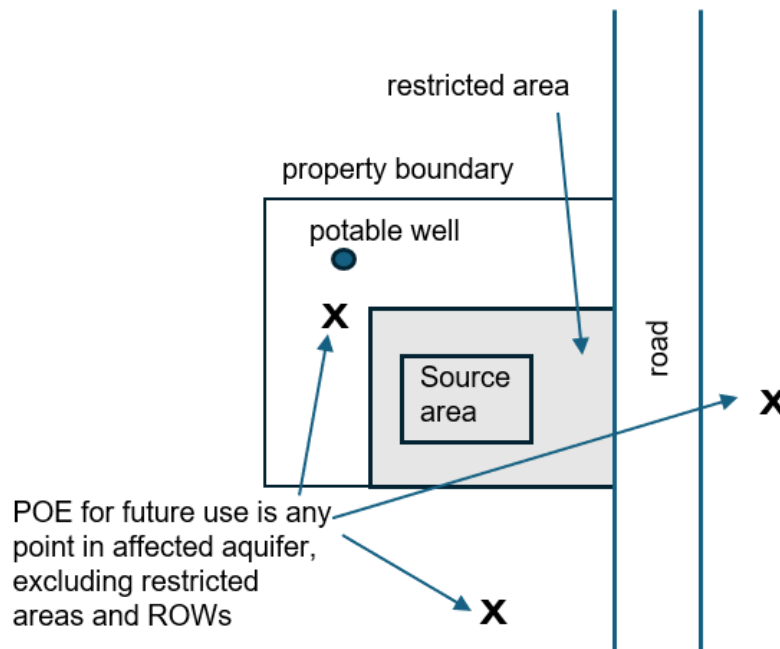 restricted area
property boundary
potable well
X
road
Source
area
X
POE for future use is any
point in affected aquifer,
excluding restricted
areas and ROWs
X